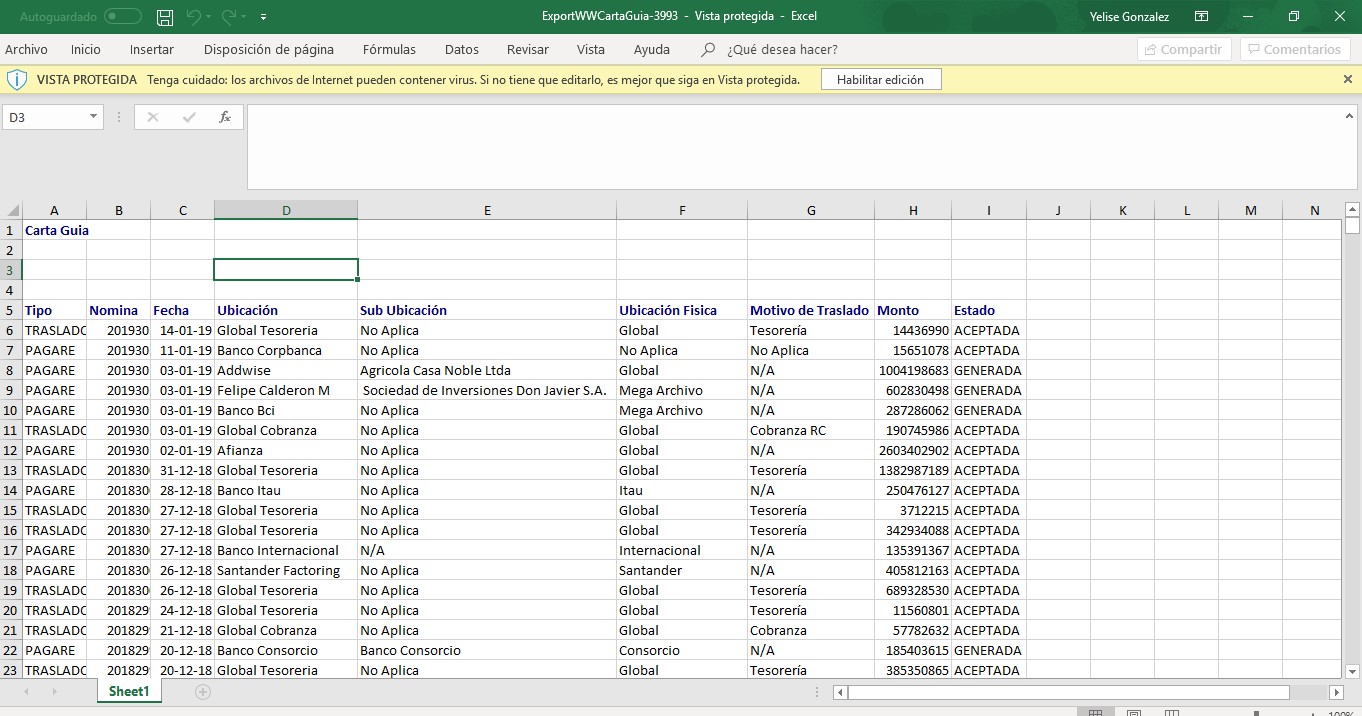 Autoguardado ExportWWCartaGuia-3993 - Vista protegida - Excel Yelise Gonzalez
Archivo Inicio Insertar Disposición de página Fórmulas Datos Revisar Vista Ayuda ¿Qué desea hacer? Compartir Comentarios
VISTA PROTEGIDA Tenga cuidado: los archivos de Internet pueden contener virus. Si no tiene que editarlo, es mejor que siga en Vista protegida. Habilitar edición
D3 fx
A B C D E F G H I J K L M N
1 Carta Guia
2
3
4
5 Tipo Nomina Fecha Ubicación Sub Ubicación Ubicación Fisica Motivo de Traslado Monto Estado
6 TRASLADO 201930 14-01-19 Global Tesoreria No Aplica Global Tesorería 14436990 ACEPTADA
7 PAGARE 201930 11-01-19 Banco Corpbanca No Aplica No Aplica No Aplica 15651078 ACEPTADA
8 PAGARE 201930 03-01-19 Addwise Agricola Casa Noble Ltda Global N/A 1004198683 GENERADA
9 PAGARE 201930 03-01-19 Felipe Calderon M Sociedad de Inversiones Don Javier S.A. Mega Archivo N/A 602830498 GENERADA
10 PAGARE 201930 03-01-19 Banco Bci No Aplica Mega Archivo N/A 287286062 GENERADA
11 TRASLADO 201930 03-01-19 Global Cobranza No Aplica Global Cobranza RC 190745986 ACEPTADA
12 PAGARE 201930 02-01-19 Afianza No Aplica Global N/A 2603402902 ACEPTADA
13 TRASLADO 201830 31-12-18 Global Tesoreria No Aplica Global Tesorería 1382987189 ACEPTADA
14 PAGARE 201830 28-12-18 Banco Itau No Aplica Itau N/A 250476127 ACEPTADA
15 TRASLADO 201830 27-12-18 Global Tesoreria No Aplica Global Tesorería 3712215 ACEPTADA
16 TRASLADO 201830 27-12-18 Global Tesoreria No Aplica Global Tesorería 342934088 ACEPTADA
17 PAGARE 201830 27-12-18 Banco Internacional N/A Internacional N/A 135391367 ACEPTADA
18 PAGARE 201830 26-12-18 Santander Factoring No Aplica Santander N/A 405812163 ACEPTADA
19 TRASLADO 201830 26-12-18 Global Tesoreria No Aplica Global Tesorería 689328530 ACEPTADA
20 TRASLADO 201829 24-12-18 Global Tesoreria No Aplica Global Tesorería 11560801 ACEPTADA
21 TRASLADO 201829 21-12-18 Global Cobranza No Aplica Global Cobranza 57782632 ACEPTADA
22 PAGARE 201829 20-12-18 Banco Consorcio Banco Consorcio Consorcio N/A 185403615 GENERADA
23 TRASLADO 201829 20-12-18 Global Tesoreria No Aplica Global Tesorería 385350865 ACEPTADA
Sheet1
100%